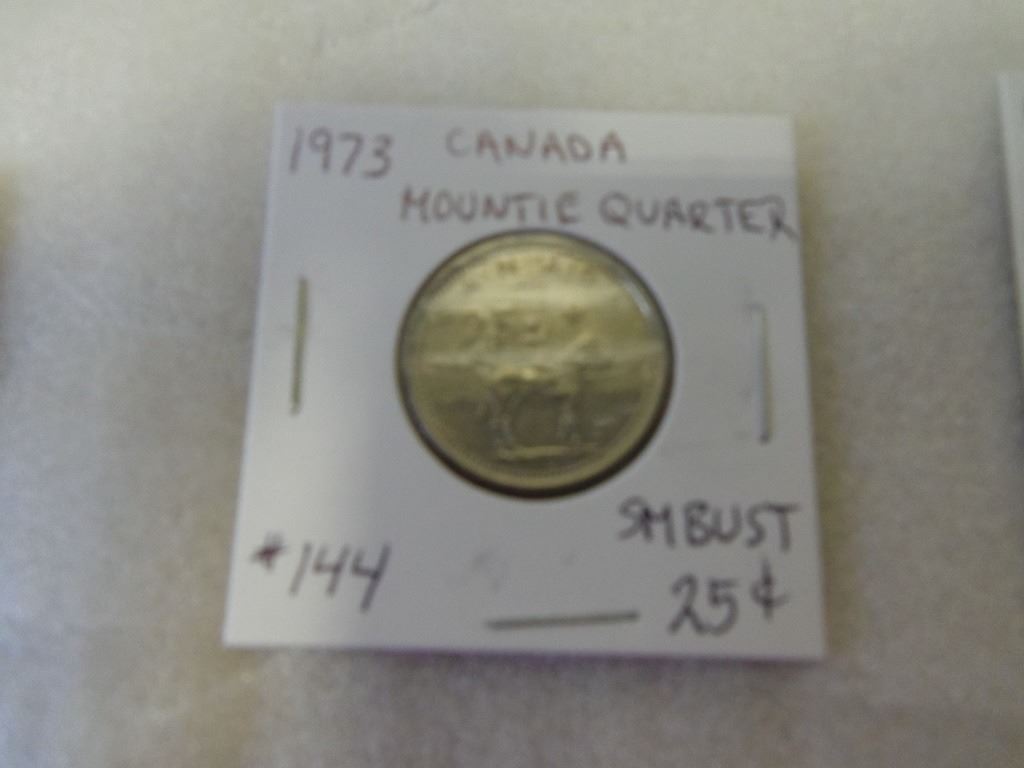 1973 CANADA
MOUNTIE QUARTER
SM BUST
#144
25¢